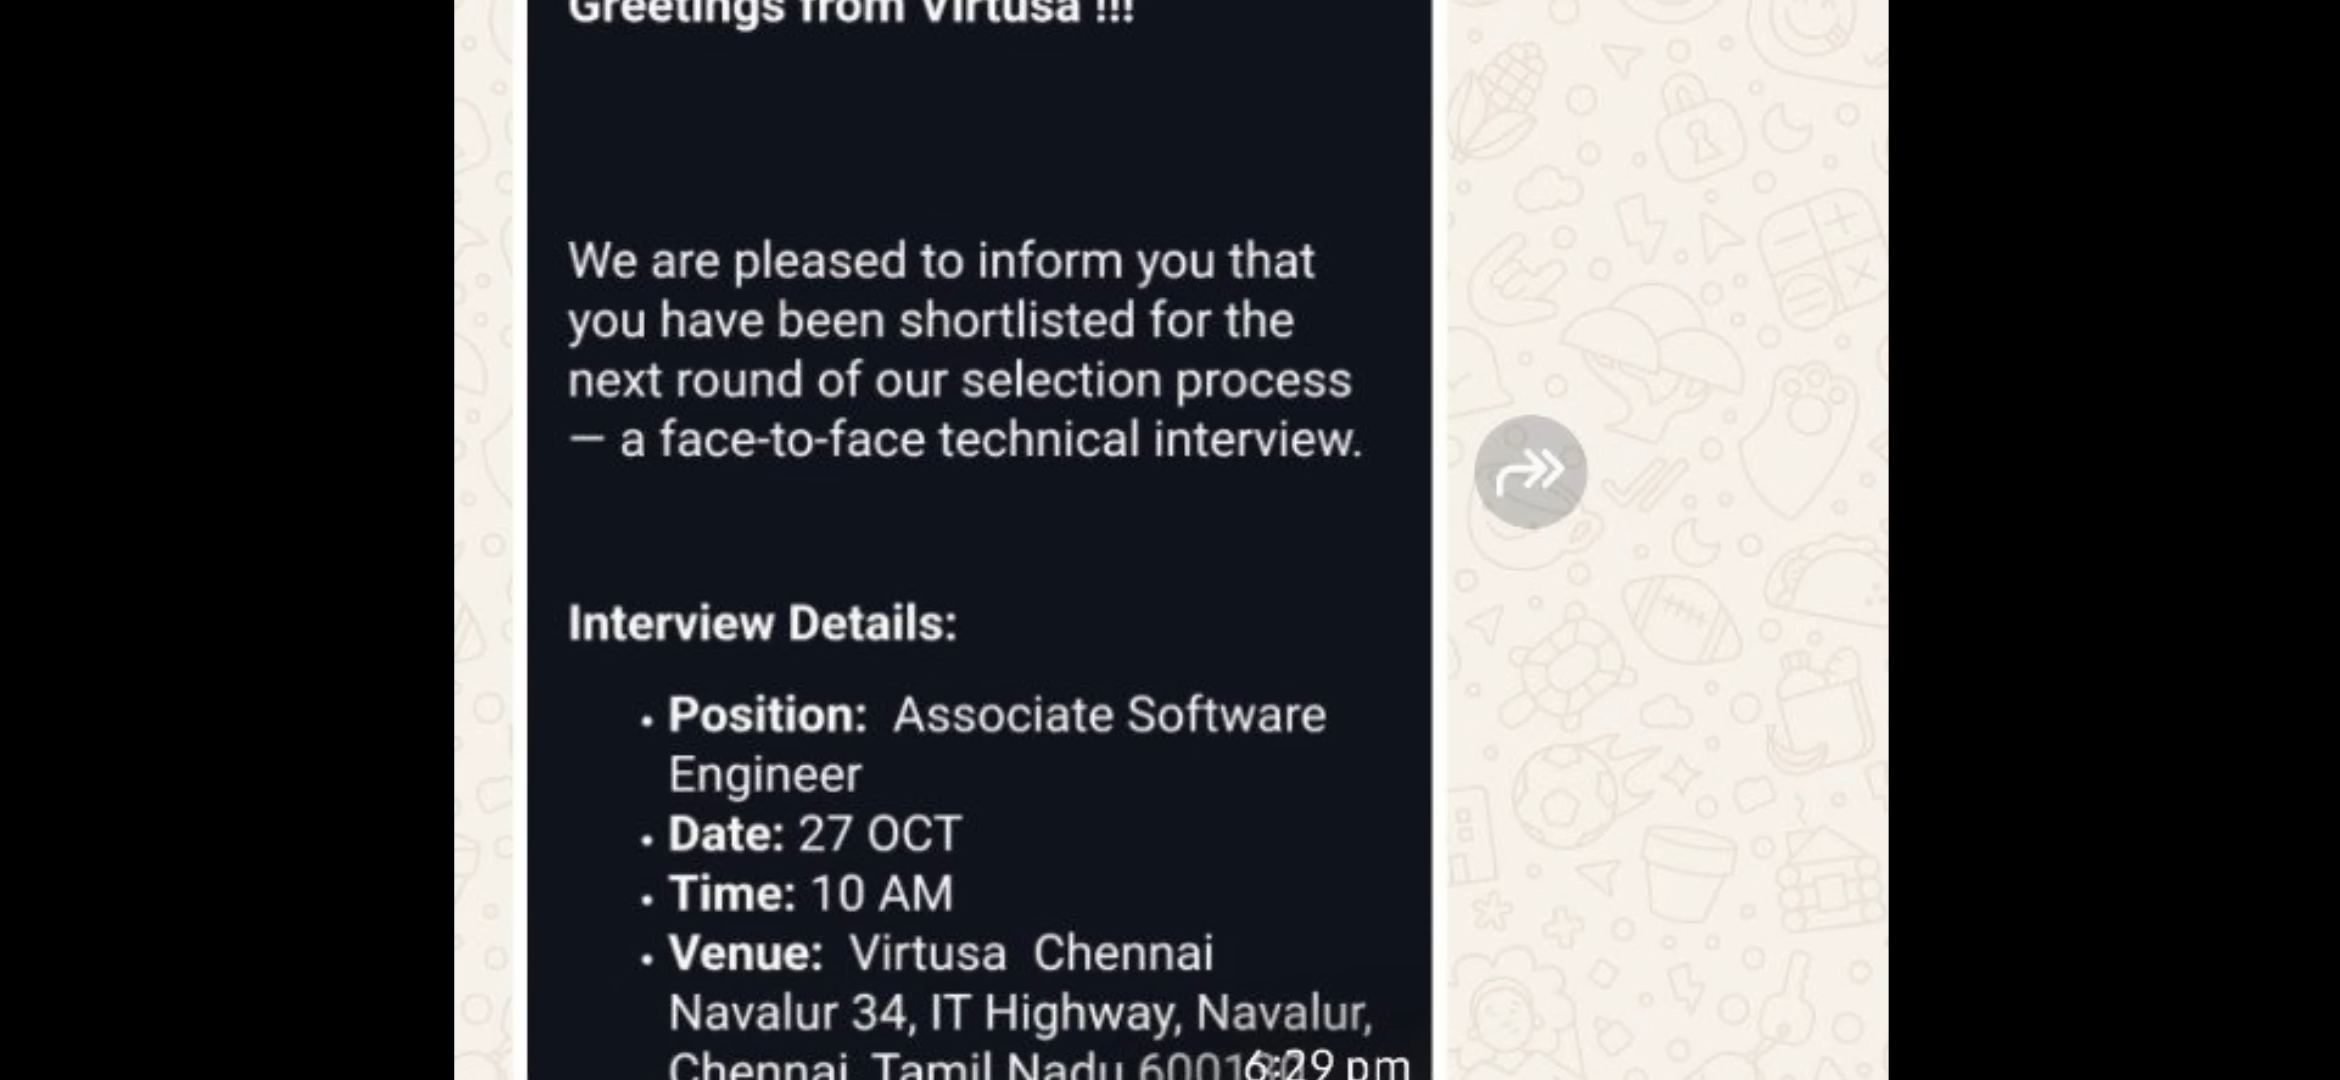 Greetings from Virtusa !!!
We are pleased to inform you that
you have been shortlisted for the
next round of our selection process
— a face-to-face technical interview.
Interview Details:
• Position: Associate Software
Engineer
• Date: 27 OCT
• Time: 10 AM
• Venue: Virtusa Chennai
Navalur 34, IT Highway, Navalur,
Chennai, Tamil Nadu
6:29 pm